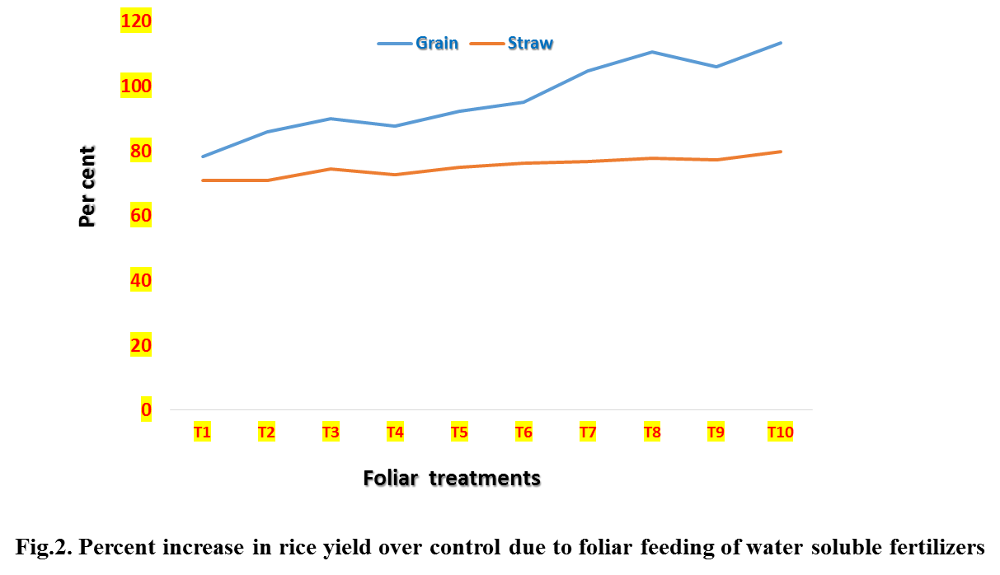 120
Grain Straw
100
80
60
40
20
0
Per cent
T1 T2 T3 T4 T5 T6 T7 T8 T9 T10
Foliar treatments
Fig.2. Percent increase in rice yield over control due to foliar feeding of water soluble fertilizers